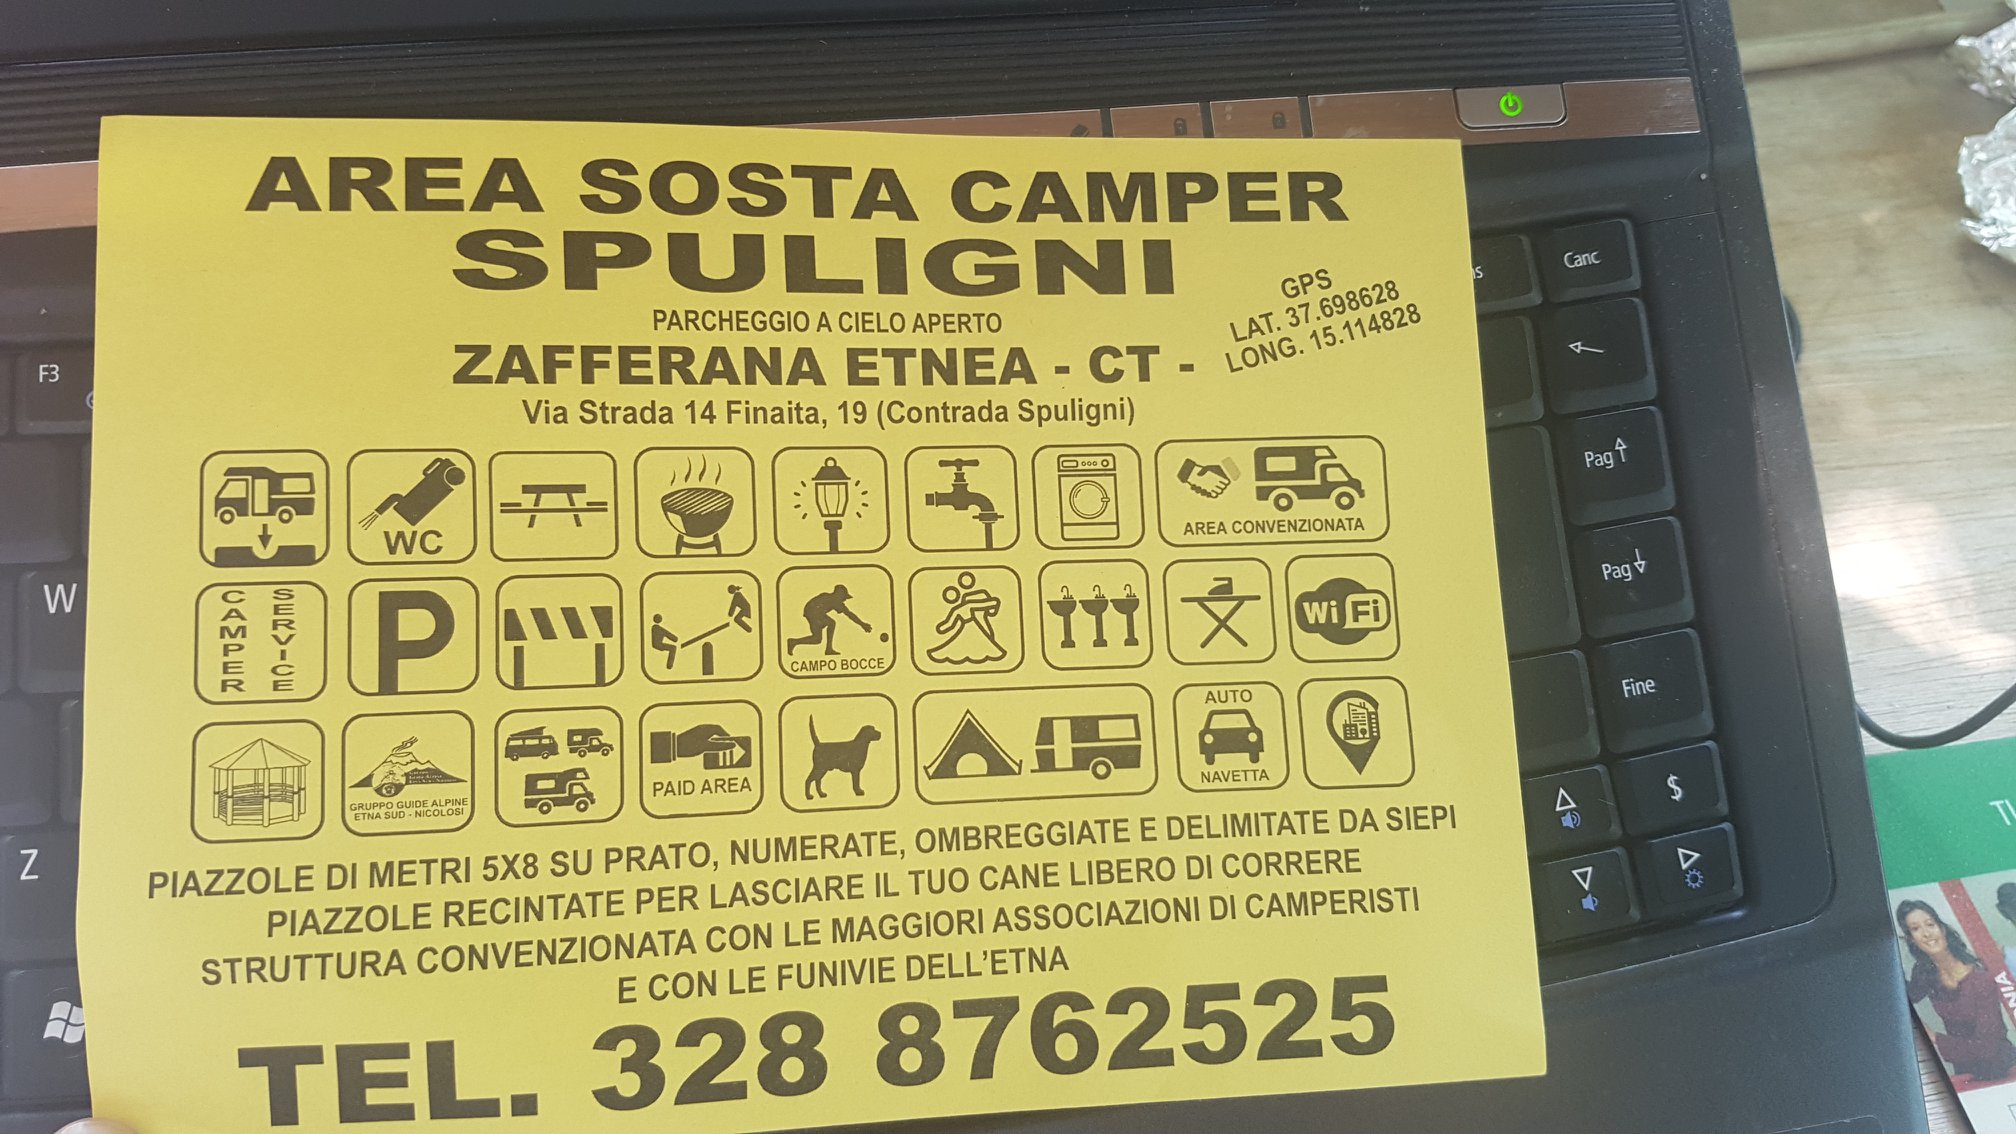 AREA SOSTA CAMPER
SPULIGNI
PARCHEGGIO A CIELO APERTO
GPS
LAT. 37.698628
LONG. 15.114828
ZAFFERANA ETNEA - CT -
Via Strada 14 Finaita, 19 (Contrada Spuligni)
WC
AREA CONVENZIONATA
CAMPER SERVICE
P
CAMPO BOCCE
WiFi
GRUPPO GUIDE ALPINE
ETNA SUD - NICOLOSI
PAID AREA
AUTO
NAVETTA
PIAZZOLE DI METRI 5X8 SU PRATO, NUMERATE, OMBREGGIATE E DELIMITATE DA SIEPI
PIAZZOLE RECINTATE PER LASCIARE IL TUO CANE LIBERO DI CORRERE
STRUTTURA CONVENZIONATA CON LE MAGGIORI ASSOCIAZIONI DI CAMPERISTI
E CON LE FUNIVIE DELL'ETNA
TEL. 328 8762525
F3
W
Z
Canc
Pag
Pag
Fine
$